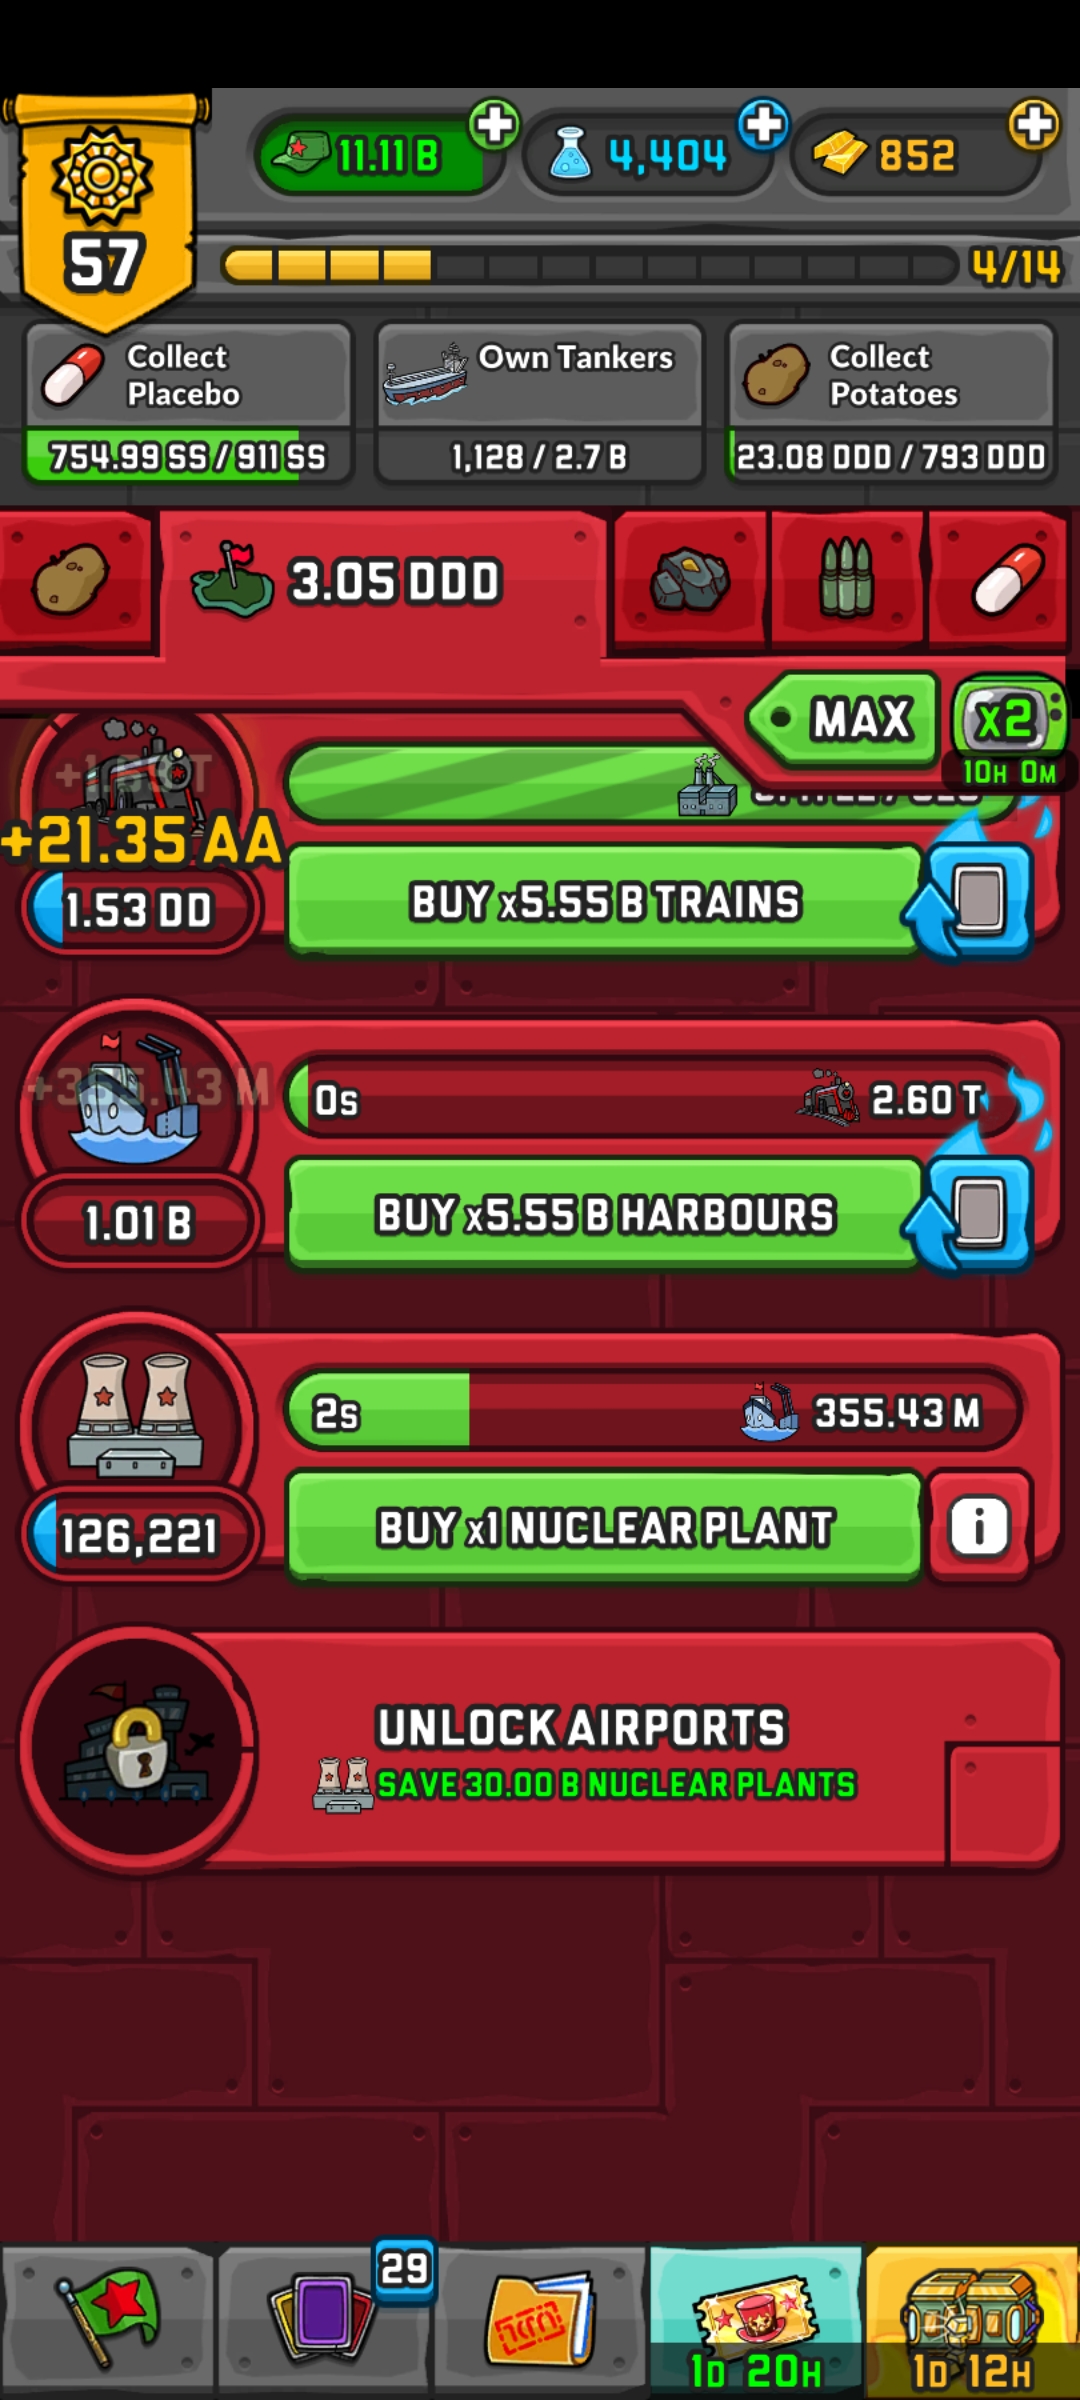 11.11 B
4,404
852
57
4/14
Collect
Placebo
754.99 SS / 911 SS
Own Tankers
1,128 / 2.7 B
Collect
Potatoes
23.08 DDD / 793 DDD
3.05 DDD
MAX
x2
10H 0M
+21.35 AA
1.53 DD
BUY x5.55 B TRAINS
+355.43 M
0s
2.60 T
1.01 B
BUY x5.55 B HARBOURS
2s
355.43 M
126,221
BUY x1 NUCLEAR PLANT
i
UNLOCK AIRPORTS
SAVE 30.00 B NUCLEAR PLANTS
29
1D 20H
1D 12H